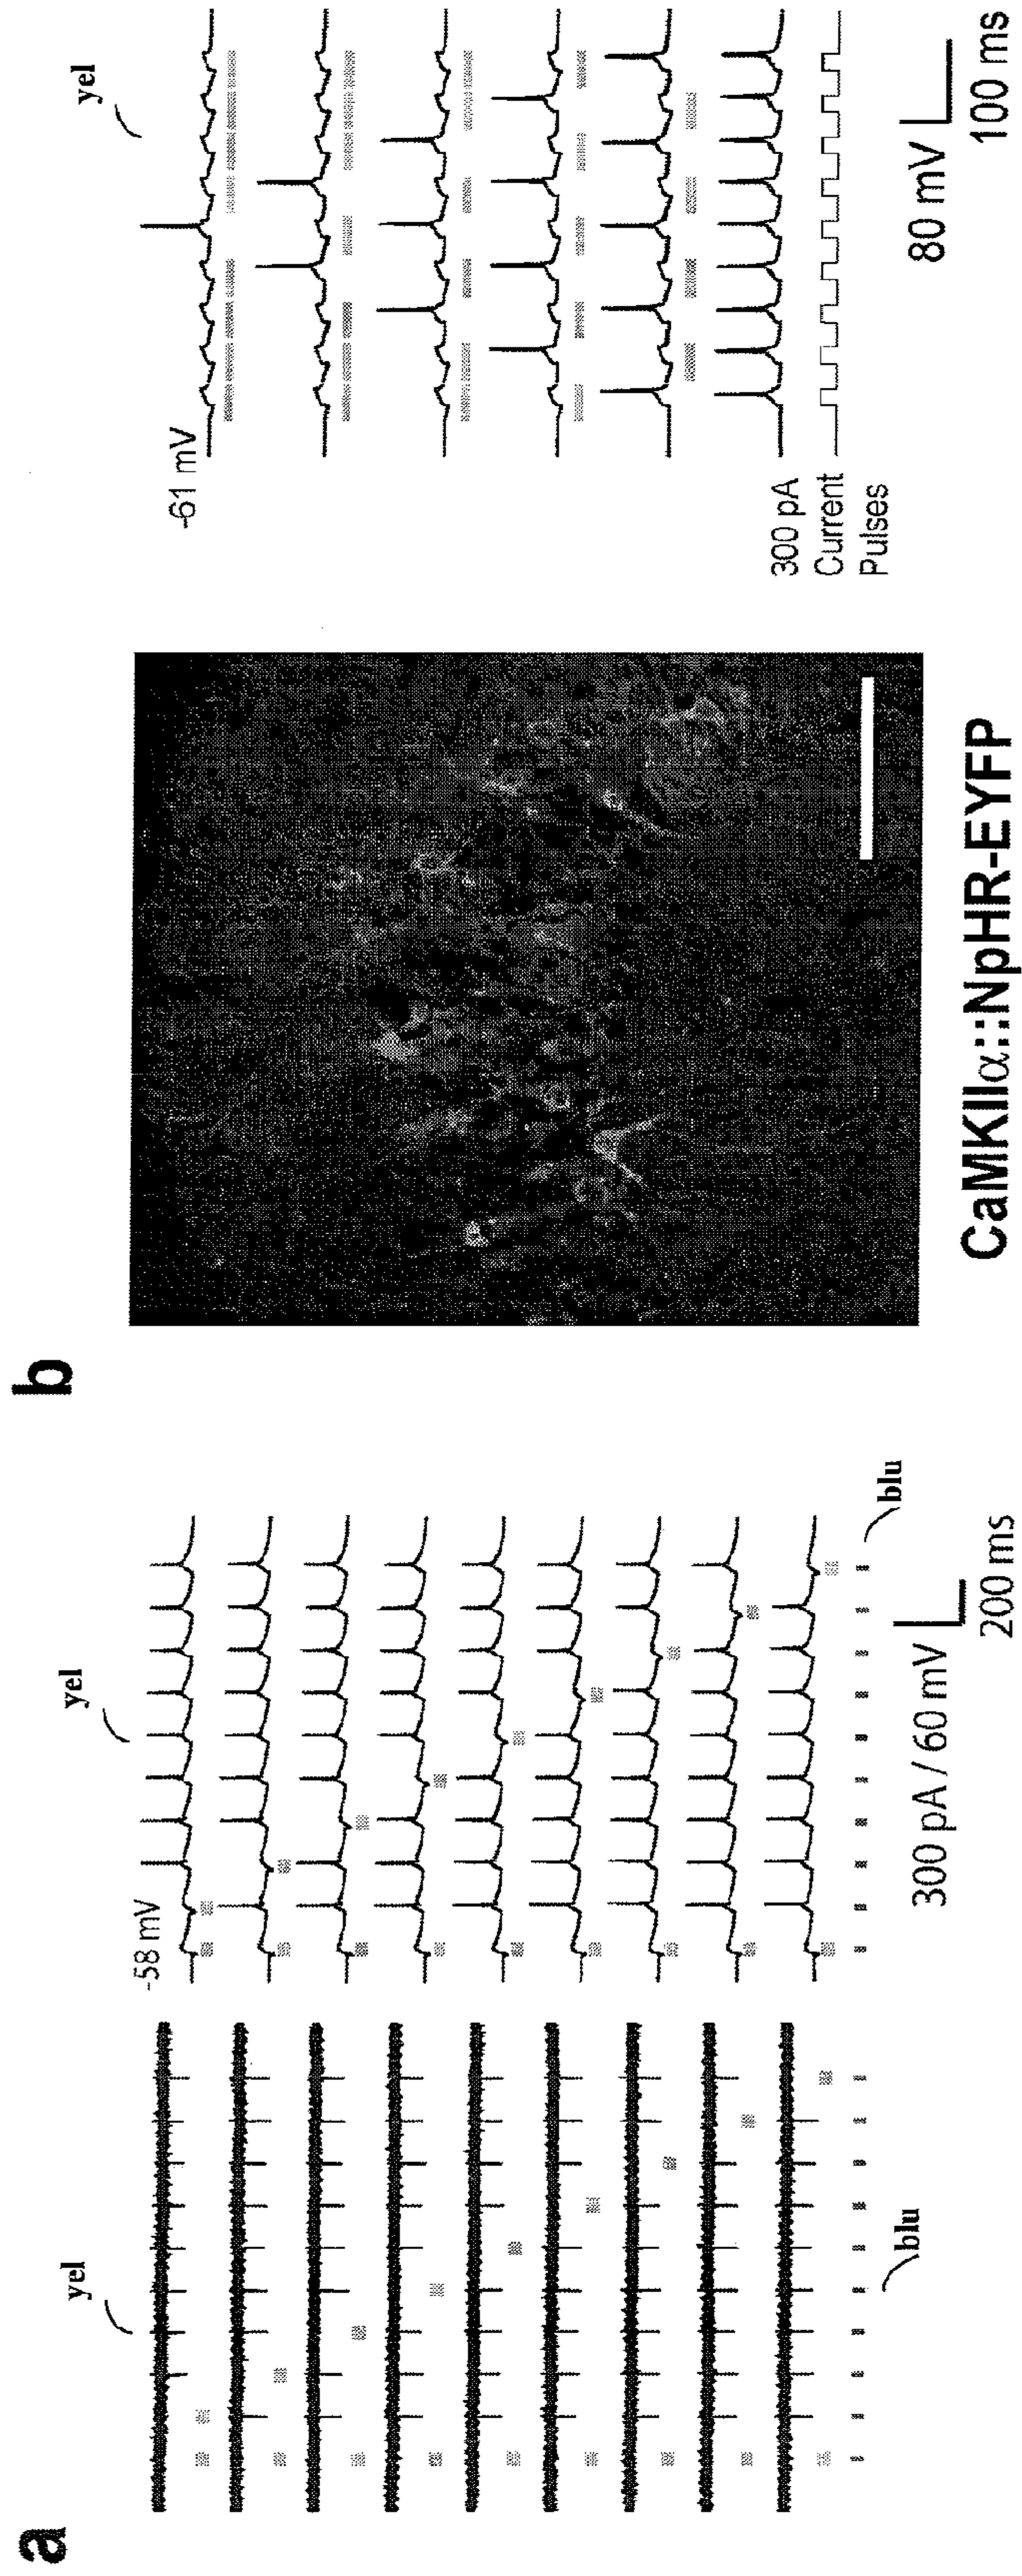 a
yel
yel
-58 mV
blu
blu
300 pA / 60 mV
200 ms
b
CaMKIIα::NpHR-EYFP
yel
-61 mV
300 pA
Current
Pulses
80 mV
100 ms